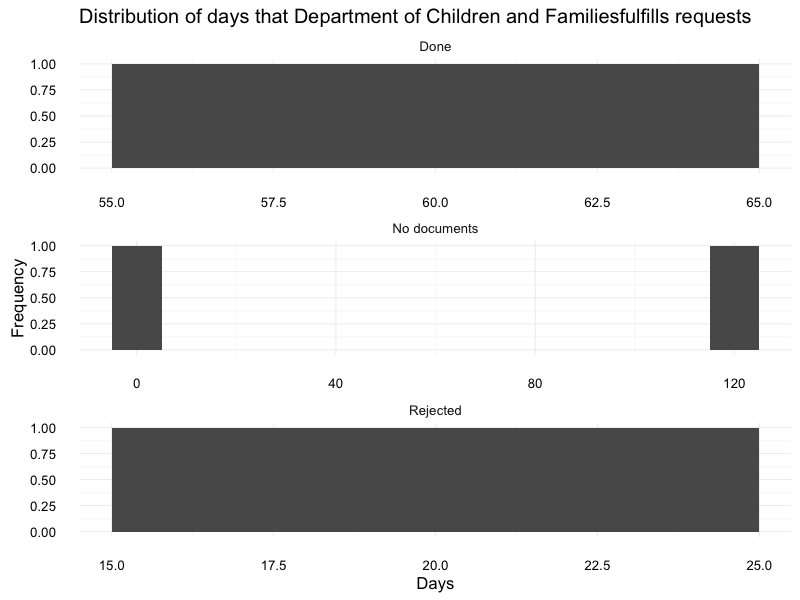 Distribution of days that Department of Children and Familiesfulfills requests
Done
1.00
0.75
0.50
0.25
0.00
55.0 57.5 60.0 62.5 65.0
No documents
1.00
0.75
0.50
0.25
0.00
0 40 80 120
Frequency
Rejected
1.00
0.75
0.50
0.25
0.00
15.0 17.5 20.0 22.5 25.0
Days